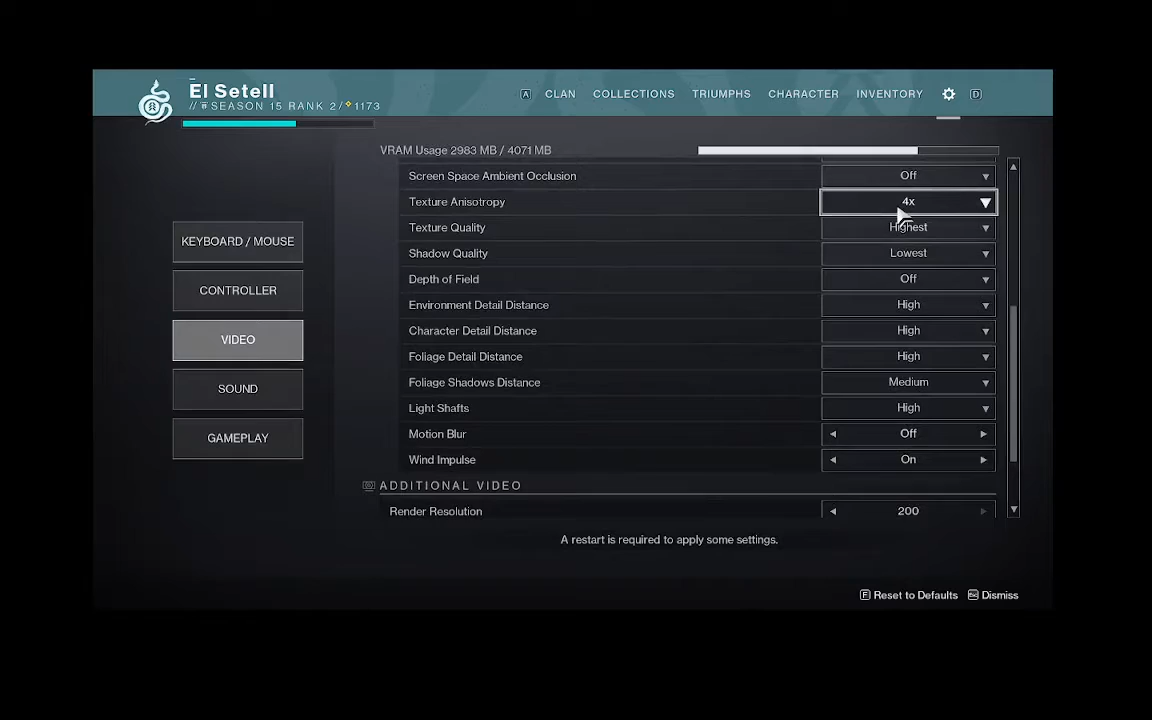 El Setell
// SEASON 15 RANK 2/ 1173
A CLAN COLLECTIONS TRIUMPHS CHARACTER INVENTORY D
VRAM Usage 2983 MB / 4071 MB
Screen Space Ambient Occlusion Off
Texture Anisotropy 4x
Texture Quality Highest
Shadow Quality Lowest
Depth of Field Off
Environment Detail Distance High
Character Detail Distance High
Foliage Detail Distance High
Foliage Shadows Distance Medium
Light Shafts High
Motion Blur Off
Wind Impulse On
ADDITIONAL VIDEO
Render Resolution 200
A restart is required to apply some settings.
KEYBOARD / MOUSE
CONTROLLER
VIDEO
SOUND
GAMEPLAY
F Reset to Defaults Esc Dismiss